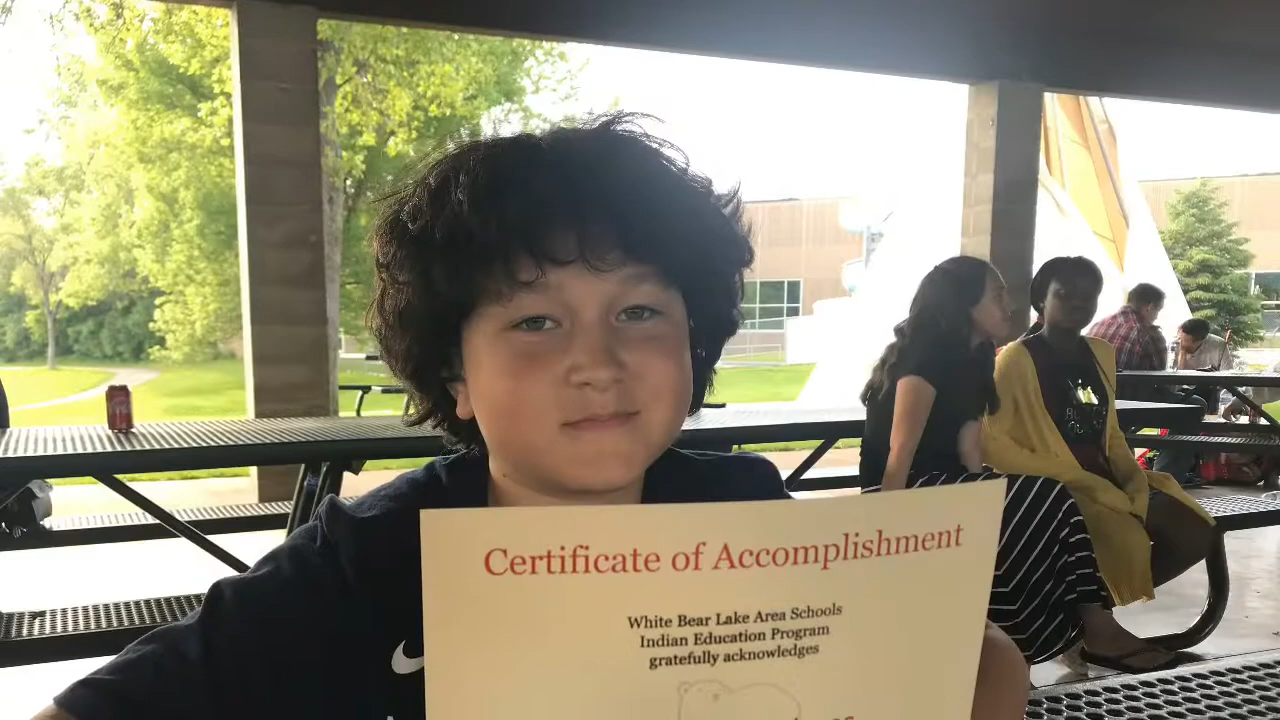 Certificate of Accomplishment
White Bear Lake Area Schools
Indian Education Program
gratefully acknowledges